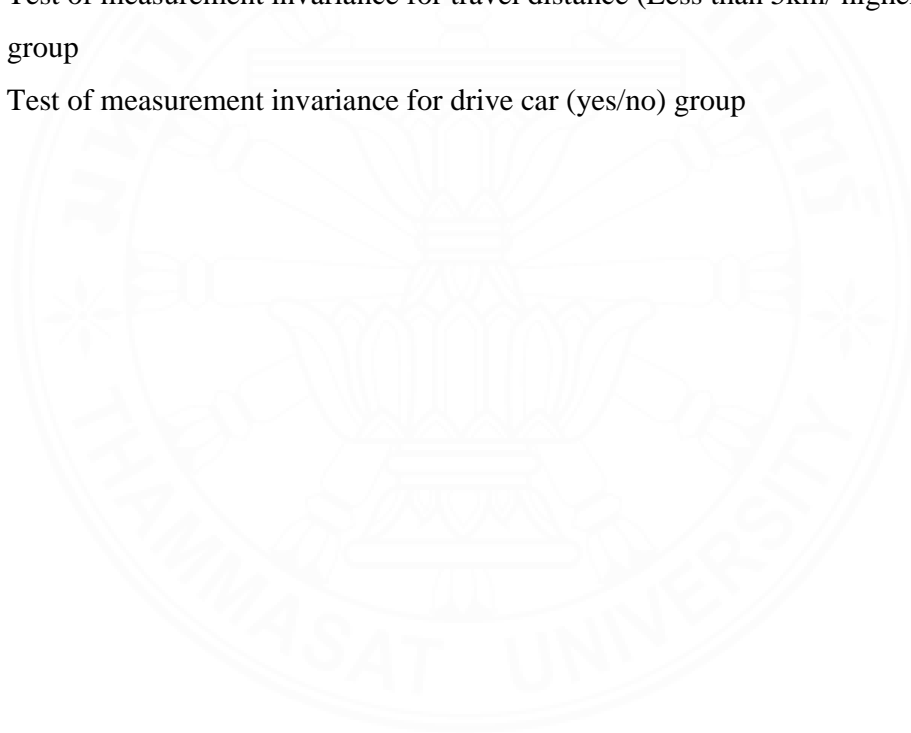 Test of measurement invariance for travel distance (Less than 5km/ higher
group
Test of measurement invariance for drive car (yes/no) group
THAMMASAT UNIVERSITY